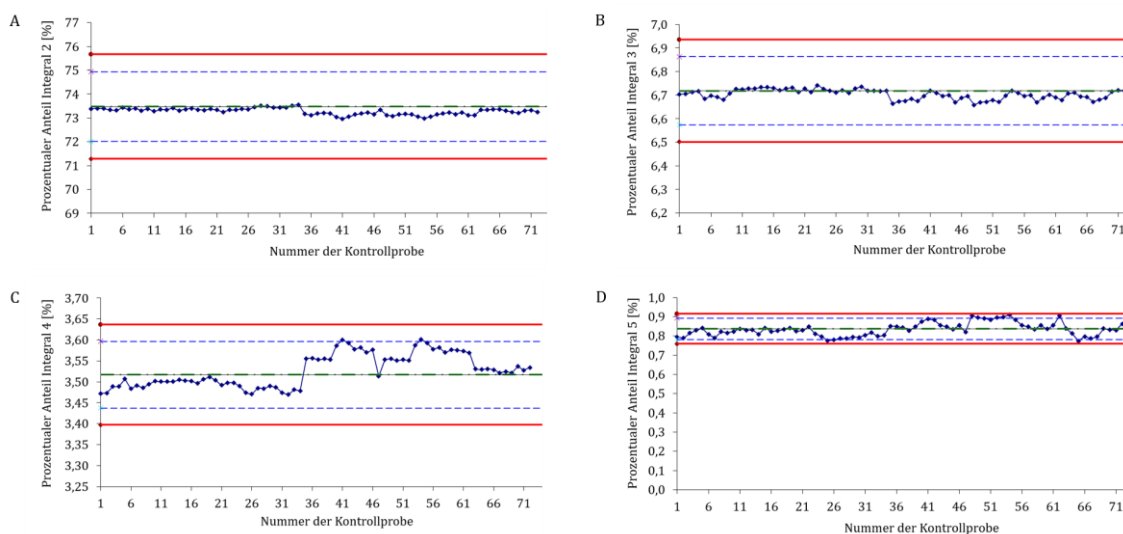 A
Prozentualer Anteil Integral 2 [%]
77
76
75
74
73
72
71
70
69
1 6 11 16 21 26 31 36 41 46 51 56 61 66 71
Nummer der Kontrollprobe
B
Prozentualer Anteil Integral 3 [%]
7,0
6,9
6,8
6,7
6,6
6,5
6,4
6,3
6,2
1 6 11 16 21 26 31 36 41 46 51 56 61 66 71
Nummer der Kontrollprobe
C
Prozentualer Anteil Integral 4 [%]
3,70
3,65
3,60
3,55
3,50
3,45
3,40
3,35
3,30
3,25
1 6 11 16 21 26 31 36 41 46 51 56 61 66 71
Nummer der Kontrollprobe
D
Prozentualer Anteil Integral 5 [%]
1,0
0,9
0,8
0,7
0,6
0,5
0,4
0,3
0,2
0,1
0,0
1 6 11 16 21 26 31 36 41 46 51 56 61 66 71
Nummer der Kontrollprobe